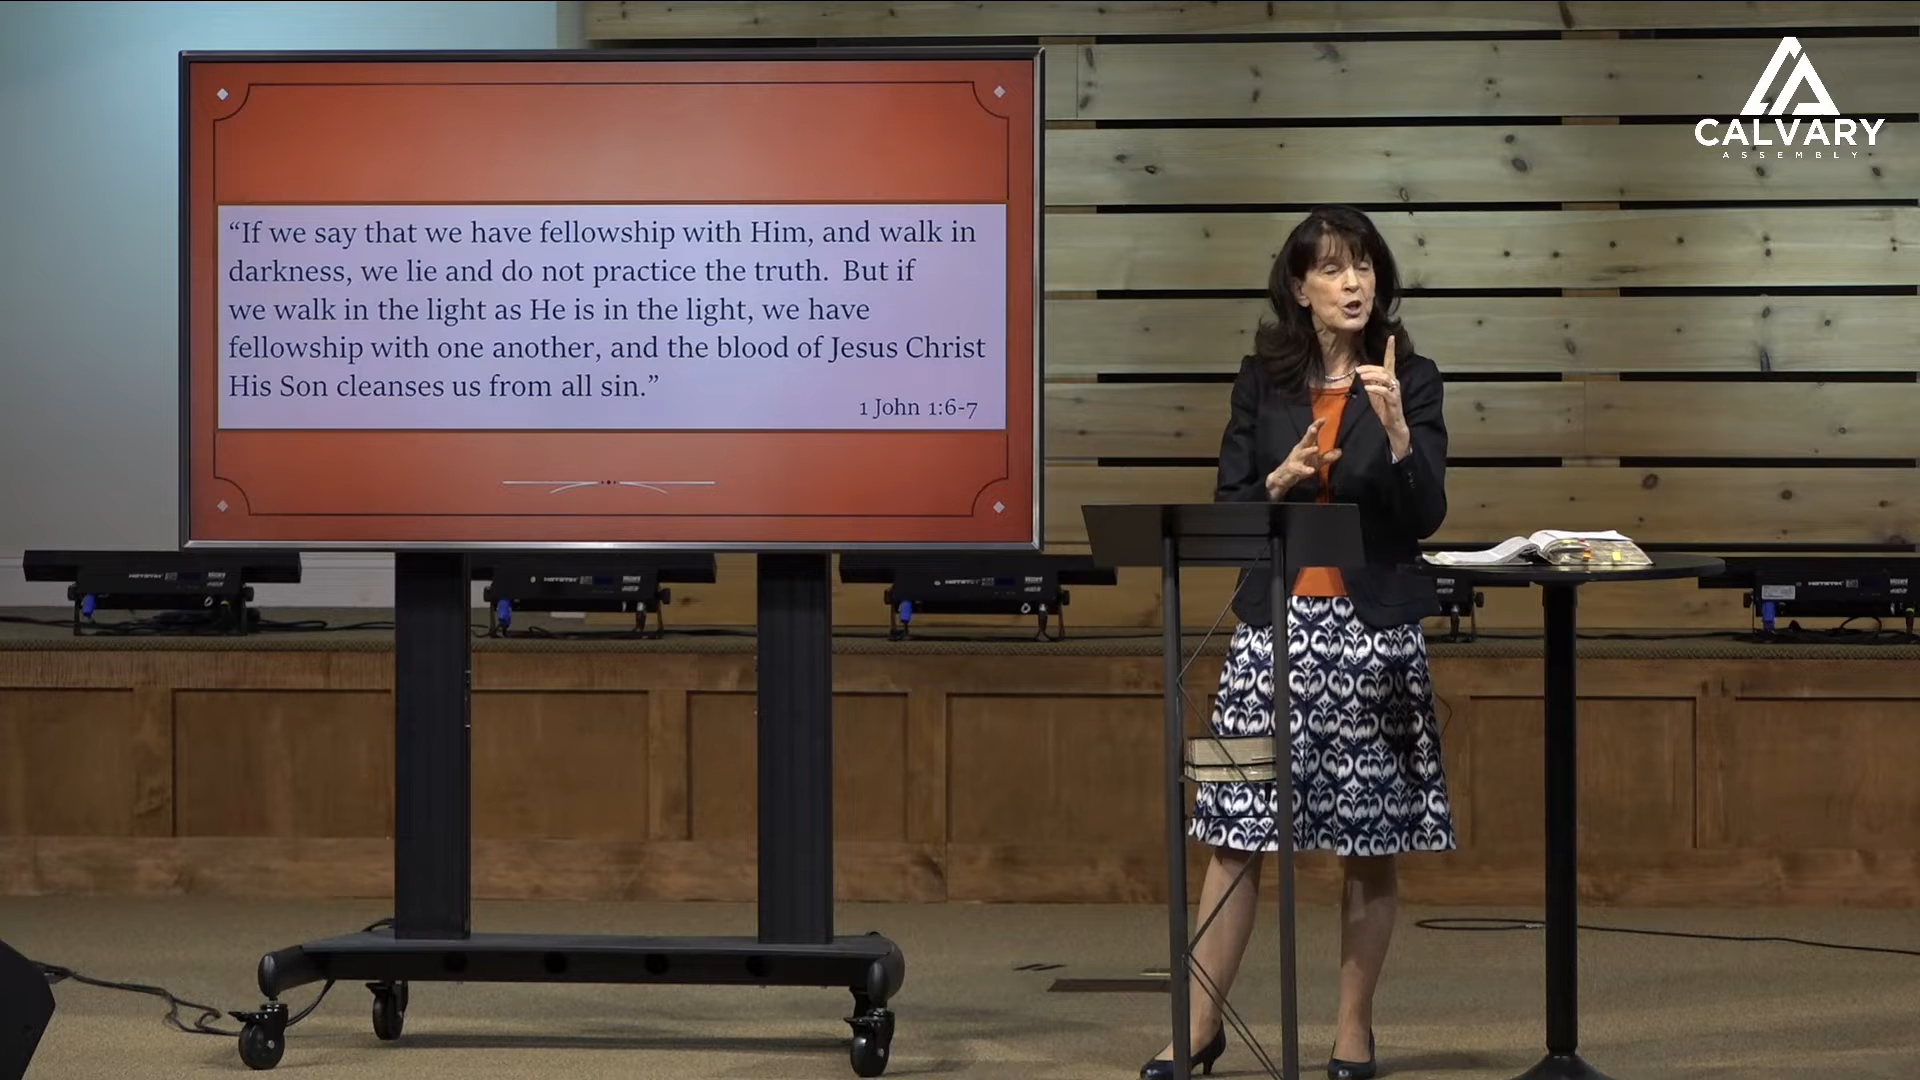 “If we say that we have fellowship with Him, and walk in
darkness, we lie and do not practice the truth.  But if
we walk in the light as He is in the light, we have
fellowship with one another, and the blood of Jesus Christ
His Son cleanses us from all sin.”
1 John 1:6-7
CALVARY
ASSEMBLY